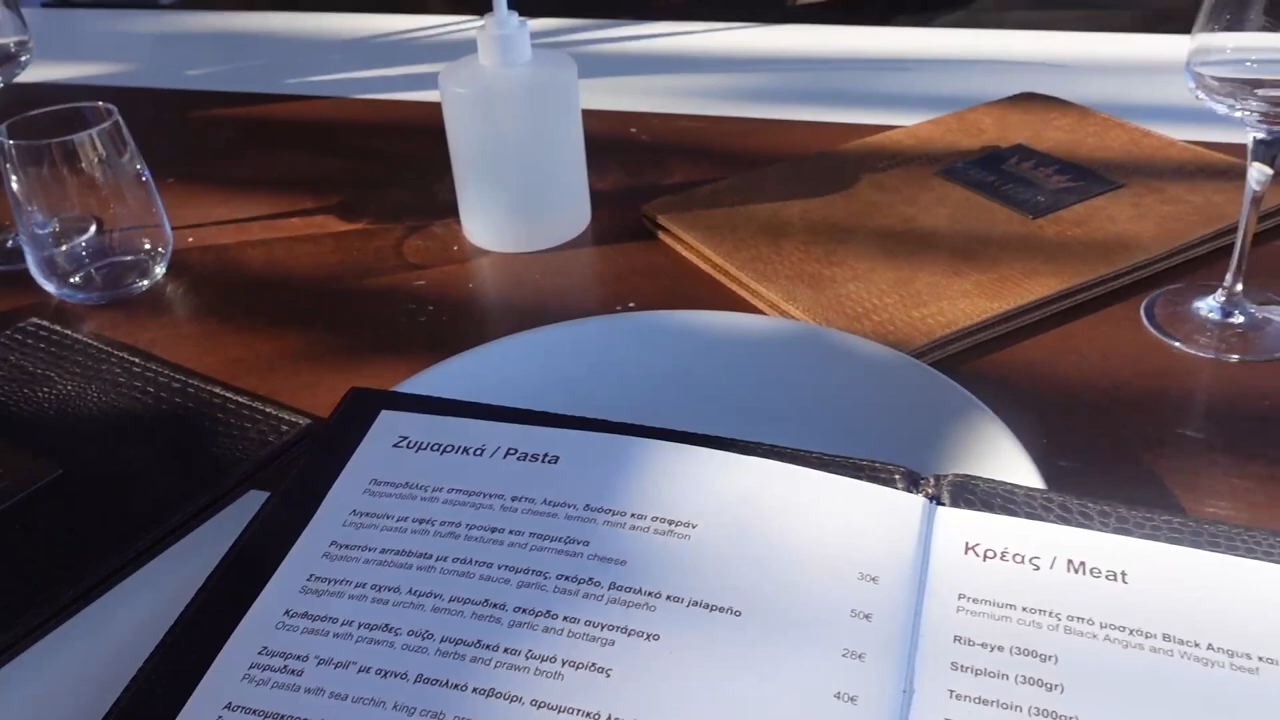 Ζυμαρικά / Pasta
Παπαρδέλες με σπαράγγια, φέτα, λεμόνι, δυόσμο και σαφράν
Pappardelle with asparagus, feta cheese, lemon, mint and saffron
30€
Λιγκουίνι με υφές από τρούφα και παρμεζάνα
Linguini pasta with truffle textures and parmesan cheese
50€
Ριγκατόνι arrabbiata με σάλτσα ντομάτας, σκόρδο, βασιλικό και jalapeño
Rigatoni arrabbiata with tomato sauce, garlic, basil and jalapeño
28€
Σπαγγέτι με αχινό, λεμόνι, μυρωδικά, σκόρδο και αυγοτάραχο
Spaghetti with sea urchin, lemon, herbs, garlic and bottarga
40€
Κριθαρότο με γαρίδες, ούζο, μυρωδικά και ζωμό γαρίδας
Orzo pasta with prawns, ouzo, herbs and prawn broth
Ζυμαρικό "pil-pil" με αχινό, βασιλικό καβούρι, αρωματικό
μυρωδικά
Pil-pil pasta with sea urchin, king crab,
Κρέας / Meat
Premium κοπές από μοσχάρι Black Angus και
Premium cuts of Black Angus and Wagyu beef
Rib-eye (300gr)
Striploin (300gr)
Tenderloin (300gr)